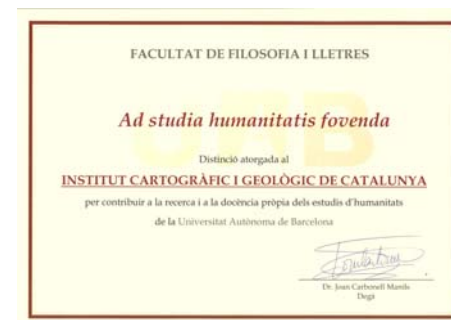 FACULTAT DE FILOSOFIA I LLETRES
UAB
Ad studia humanitatis fovenda
Distinció atorgada al
INSTITUT CARTOGRÀFIC I GEOLÒGIC DE CATALUNYA
per contribuir a la recerca i a la docència pròpia dels estudis d'humanitats
de la Universitat Autònoma de Barcelona
Dr. Joan Carbonell Manils
Degà